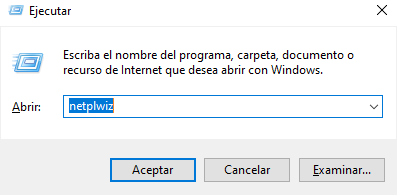 Ejecutar
Escriba el nombre del programa, carpeta, documento o
recurso de Internet que desea abrir con Windows.
Abrir: netplwiz
Aceptar Cancelar Examinar...